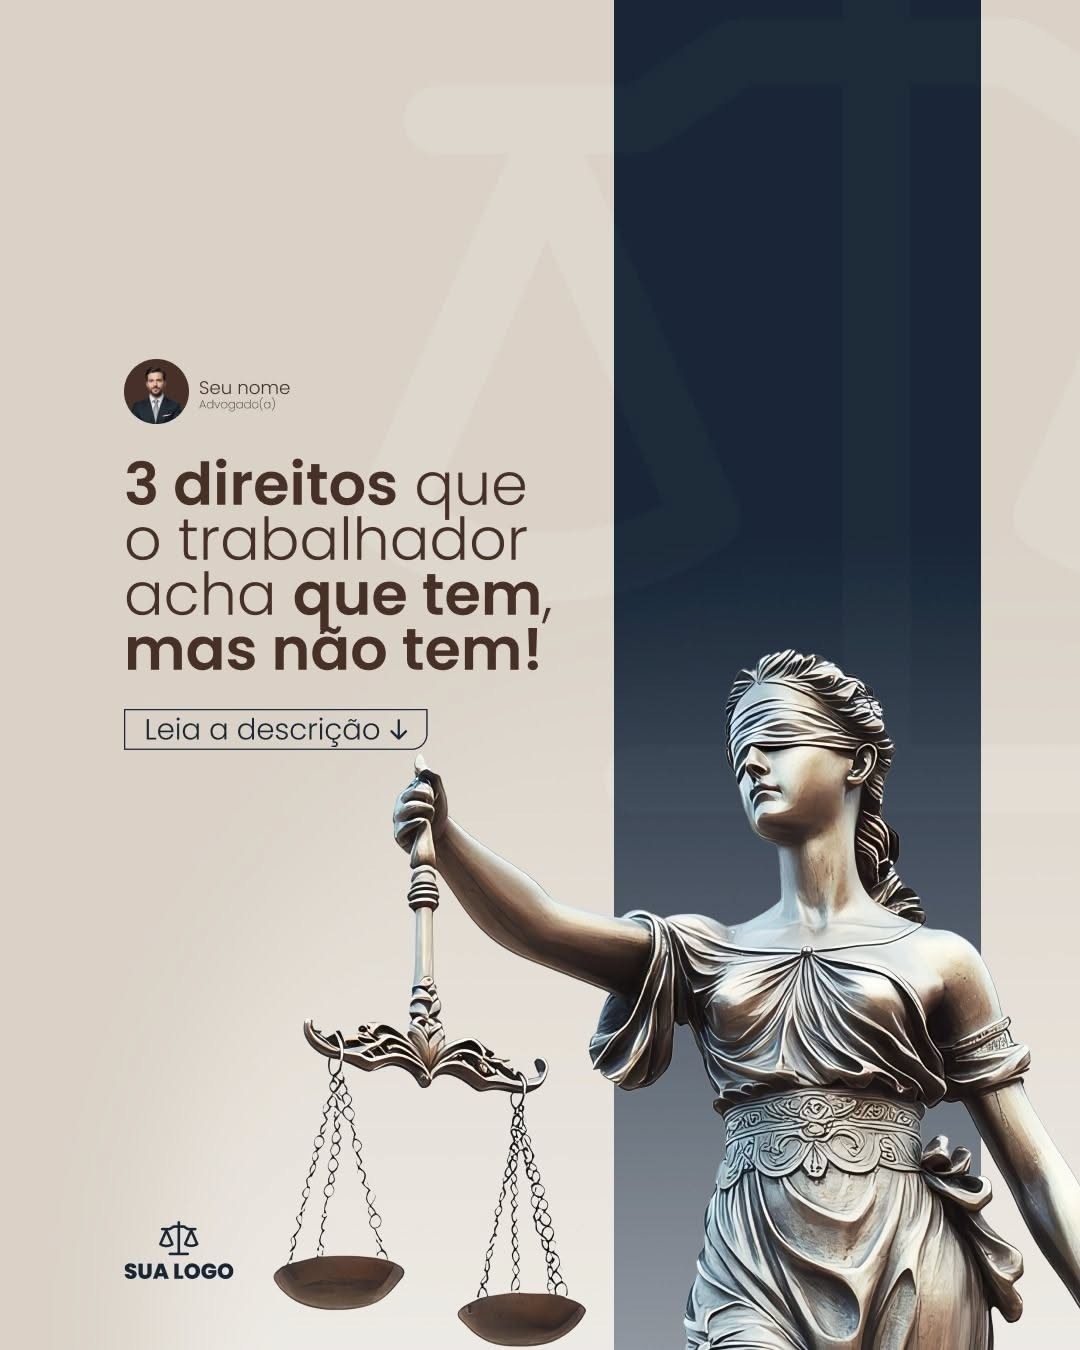 Seu nome
Advogado(a)
3 direitos que
o trabalhador
acha que tem,
mas não tem!
Leia a descrição ↓
SUA LOGO